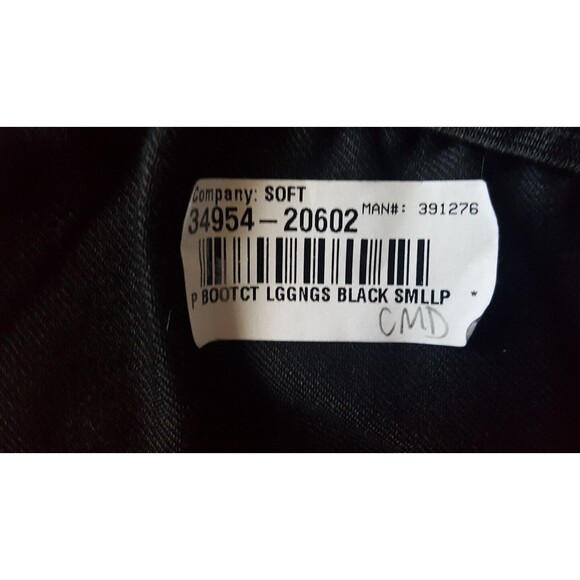 Company: SOFT
34954-20602 MAN#: 391276
P BOOTCT LGGNGS BLACK SMLLP *
CMD